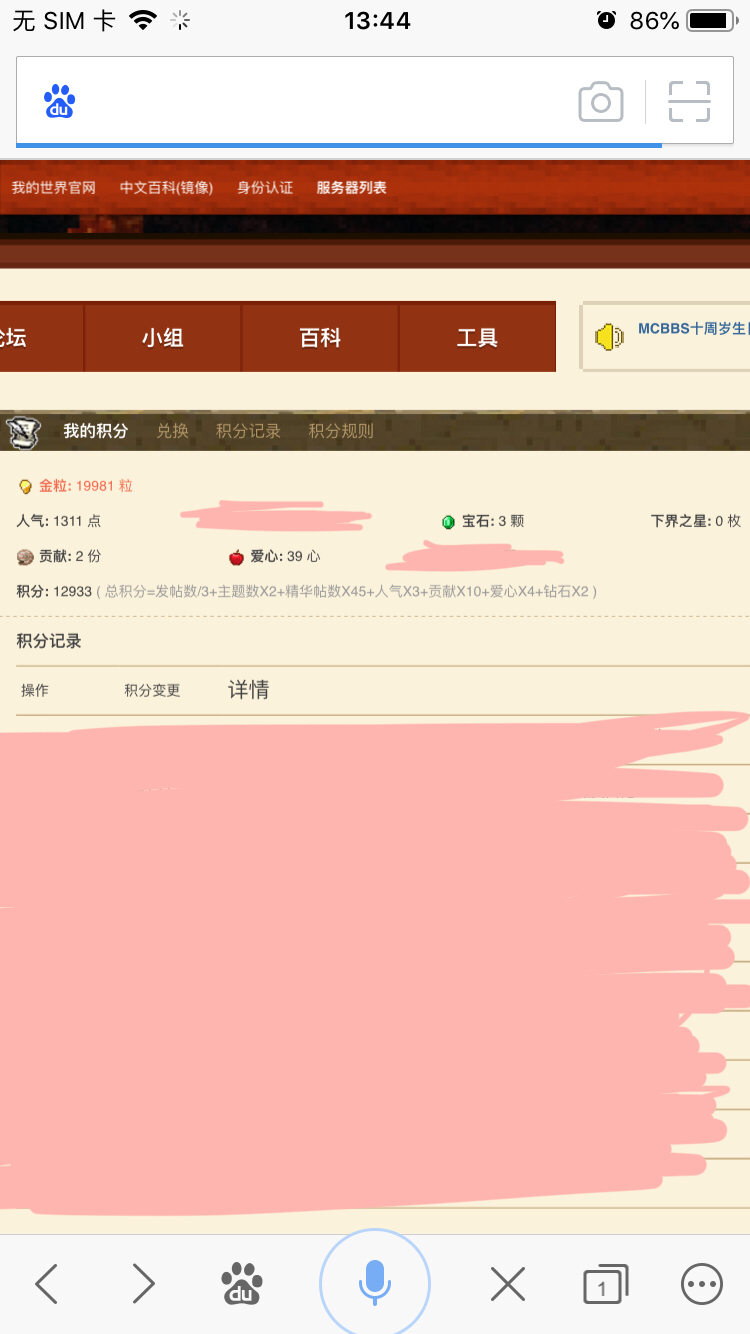 无 SIM 卡 13:44 86%
du
我的世界官网 中文百科(镜像) 身份认证 服务器列表
坛 小组 百科 工具 MCBBS十周岁生
我的积分 兑换 积分记录 积分规则
金粒: 19981 粒
人气: 1311 点 宝石: 3 颗 下界之星: 0 枚
贡献: 2 份 爱心: 39 心
积分: 12933 ( 总积分=发帖数/3+主题数X2+精华帖数X45+人气X3+贡献X10+爱心X4+钻石X2 )
积分记录
操作 积分变更 详情
du 1